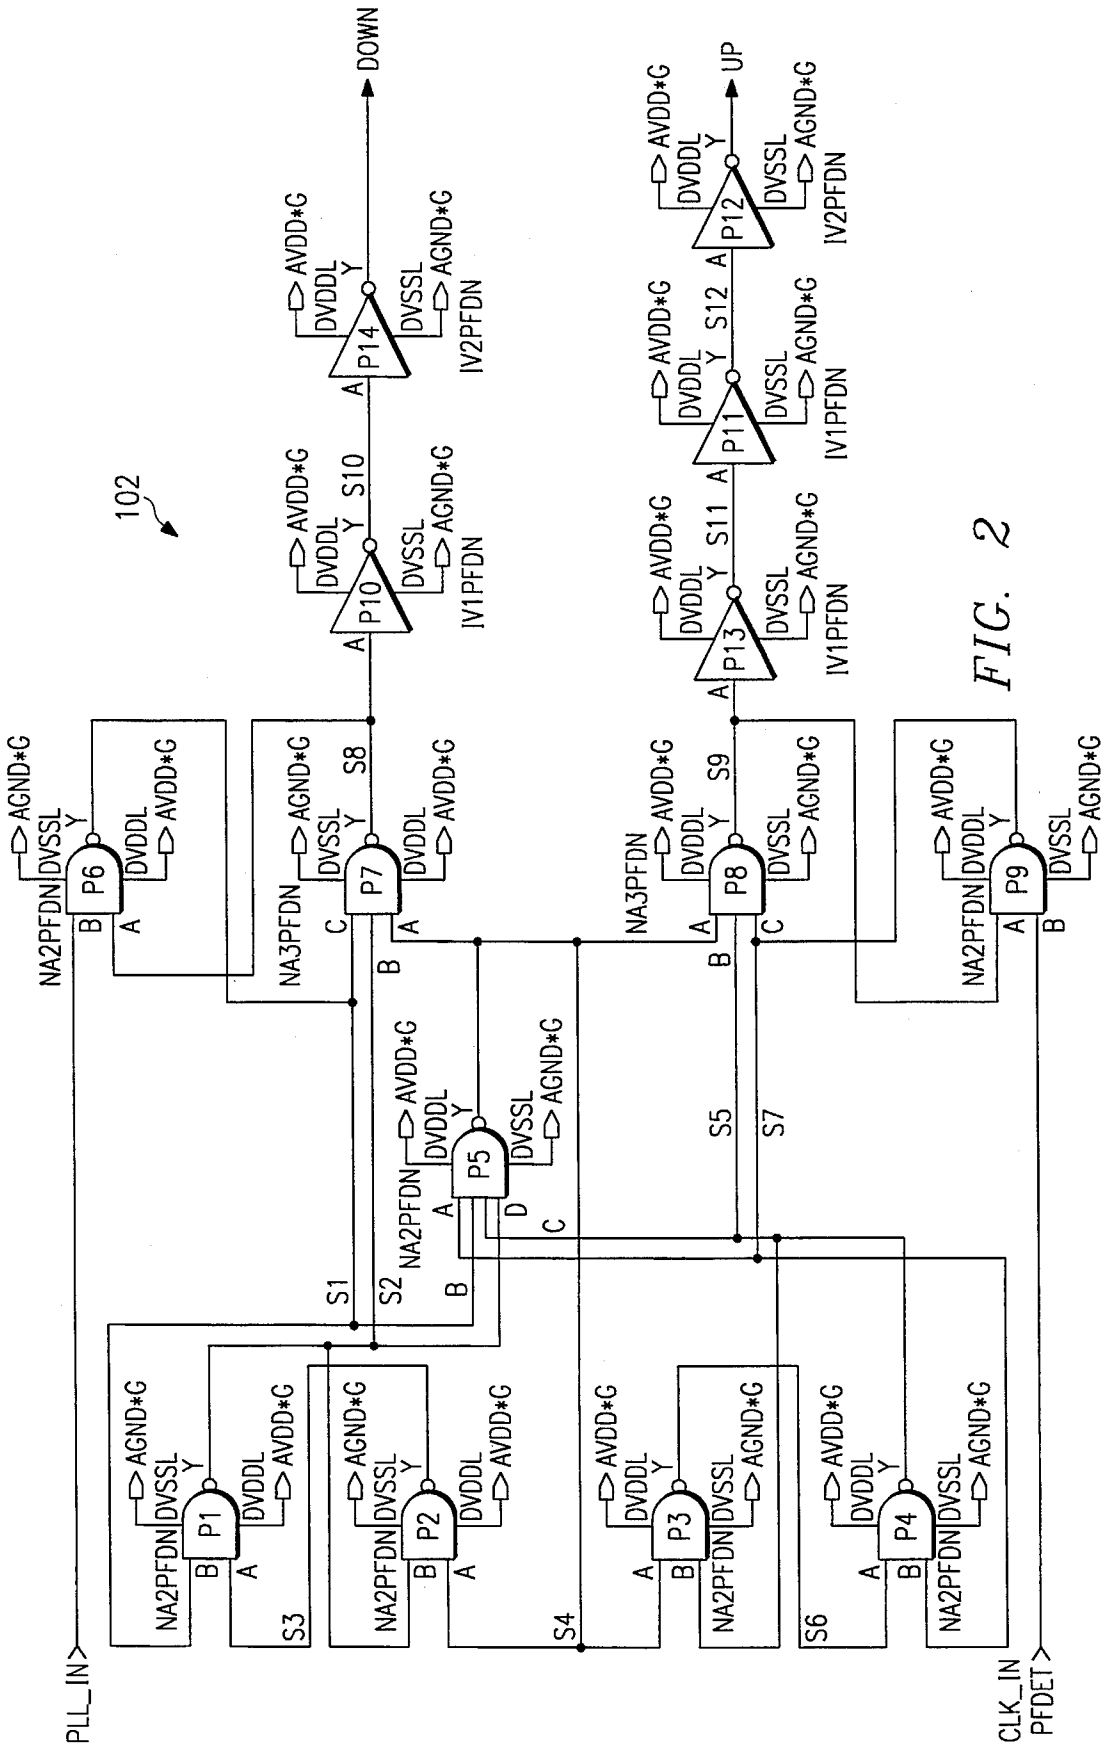 102
PLL_IN
NA2PFDN
B
A
P6
DVSSL
AGND*G
Y
DVDDL
AVDD*G
NA2PFDN
B
A
P1
DVSSL
AGND*G
Y
DVDDL
AVDD*G
S3
NA2PFDN
B
A
P2
DVSSL
AGND*G
Y
DVDDL
AVDD*G
S1
S2
NA3PFDN
C
B
A
P7
DVSSL
AGND*G
Y
DVDDL
AVDD*G
S8
A
P10
DVDDL
AVDD*G
Y
DVSSL
AGND*G
IV1PFDN
S10
A
P14
DVDDL
AVDD*G
Y
DVSSL
AGND*G
IV2PFDN
DOWN
NA2PFDN
A
B
C
D
P5
DVDDL
AVDD*G
Y
DVSSL
AGND*G
S4
A
B
NA2PFDN
P3
DVDDL
AVDD*G
Y
DVSSL
AGND*G
S6
A
B
NA2PFDN
P4
DVDDL
AVDD*G
Y
DVSSL
AGND*G
S5
S7
NA3PFDN
A
B
C
P8
DVDDL
AVDD*G
Y
DVSSL
AGND*G
S9
A
P13
DVDDL
AVDD*G
Y
DVSSL
AGND*G
IV1PFDN
S11
A
P11
DVDDL
AVDD*G
Y
DVSSL
AGND*G
IV1PFDN
S12
A
P12
DVDDL
AVDD*G
Y
DVSSL
AGND*G
IV2PFDN
UP
NA2PFDN
A
B
P9
DVDDL
AVDD*G
Y
DVSSL
AGND*G
CLK_IN
PFDET
FIG. 2